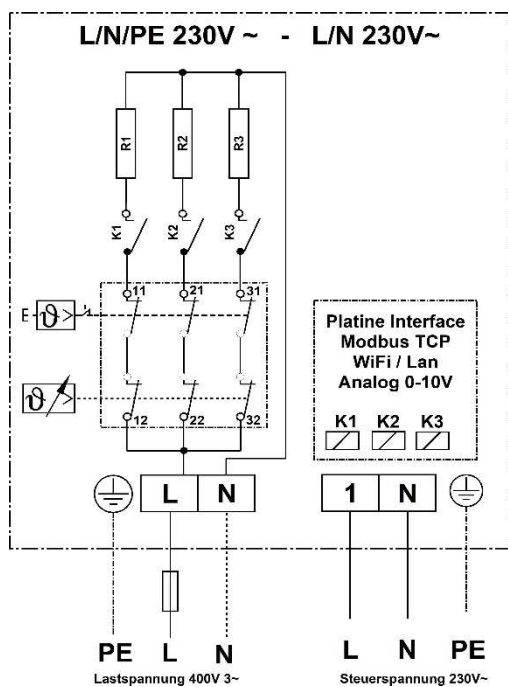 L/N/PE 230V ~ - L/N 230V~
R1 R2 R3
K1 K2 K3
11 21 31
E ϑ >
ϑ
12 22 32
Platine Interface
Modbus TCP
WiFi / Lan
Analog 0-10V
K1 K2 K3
L N 1 N
PE L N L N PE
Lastspannung 400V 3~ Steuerspannung 230V~